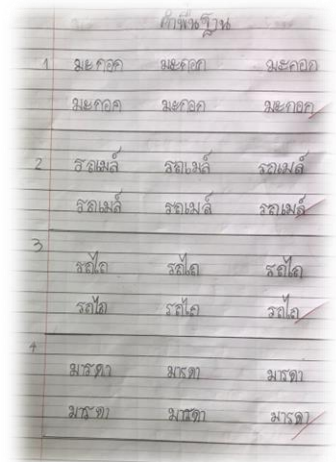 คำพื้นฐาน
1 มะกอก มะกอก มะกอก
มะกอก มะกอก มะกอก
2 รถเมล์ รถเมล์ รถเมล์
รถเมล์ รถเมล์ รถเมล์
3 รถไถ รถไถ รถไถ
รถไถ รถไถ รถไถ
4 มารดา มารดา มารดา
มารดา มารดา มารดา